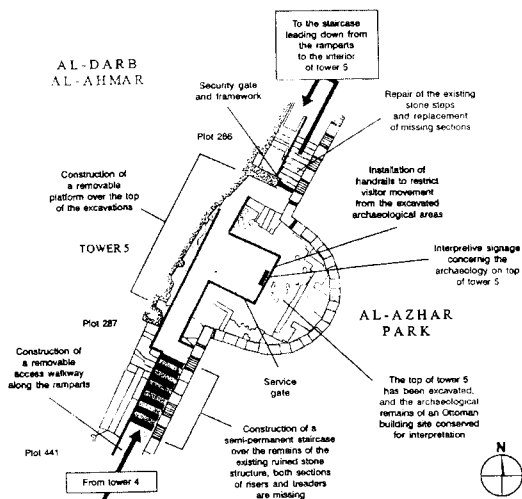 To the staircase
leading down from
the ramparts
to the interior
of tower 5
AL-DARB
AL-AHMAR
Security gate
and framework
Repair of the existing
stone steps
and replacement
of missing sections
Plot 286
Construction of
a removable
platform over the top
of the excavations
Installation of
handrails to restrict
visitor movement
from the excavated
archaeological areas
TOWER 5
Interpretive signage
concernig the
archaeology on top
of tower 5
AL-AZHAR
PARK
Plot 287
Construction of
a removable
access walkway
along the ramparts
Service
gate
The top of tower 5
has been excavated,
and the archaeological
remains of an Ottoman
building site conserved
for interpretation
Construction of a
semi-permanent staircase
over the remains of the
existing ruined stone
structure, both sections
of risers and treaders
are missing
Plot 441
From tower 4
N